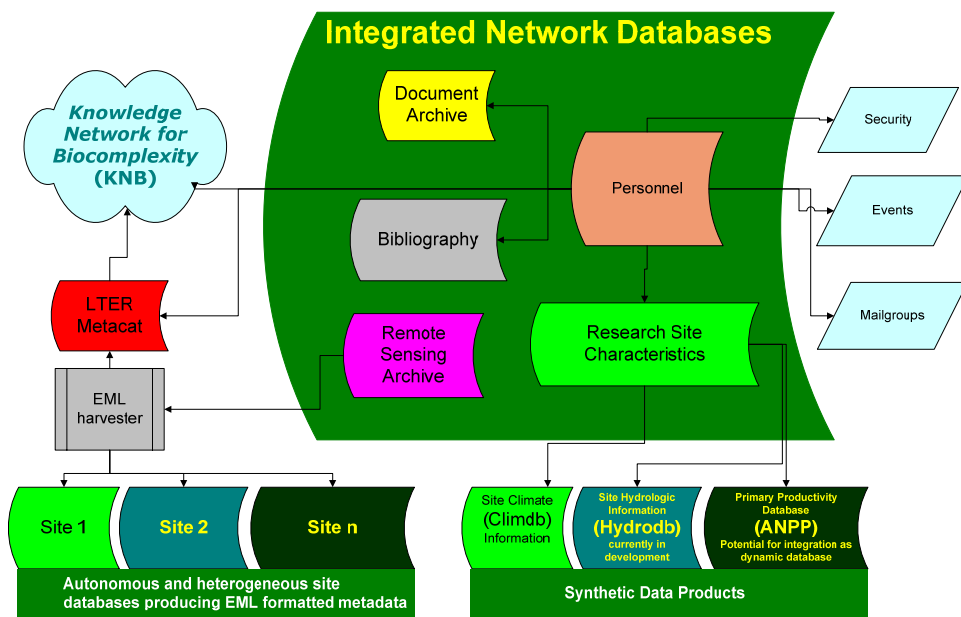 Integrated Network Databases
Knowledge
Network for
Biocomplexity
(KNB)
Document
Archive
Personnel
Security
Events
Mailgroups
Bibliography
LTER
Metacat
Remote
Sensing
Archive
Research Site
Characteristics
EML
harvester
Site 1
Site 2
Site n
Autonomous and heterogeneous site
databases producing EML formatted metadata
Site Climate
(Climdb)
Information
Site Hydrologic
Information
(Hydrodb)
currently in
development
Primary Productivity
Database
(ANPP)
Potential for integration as
dynamic database
Synthetic Data Products